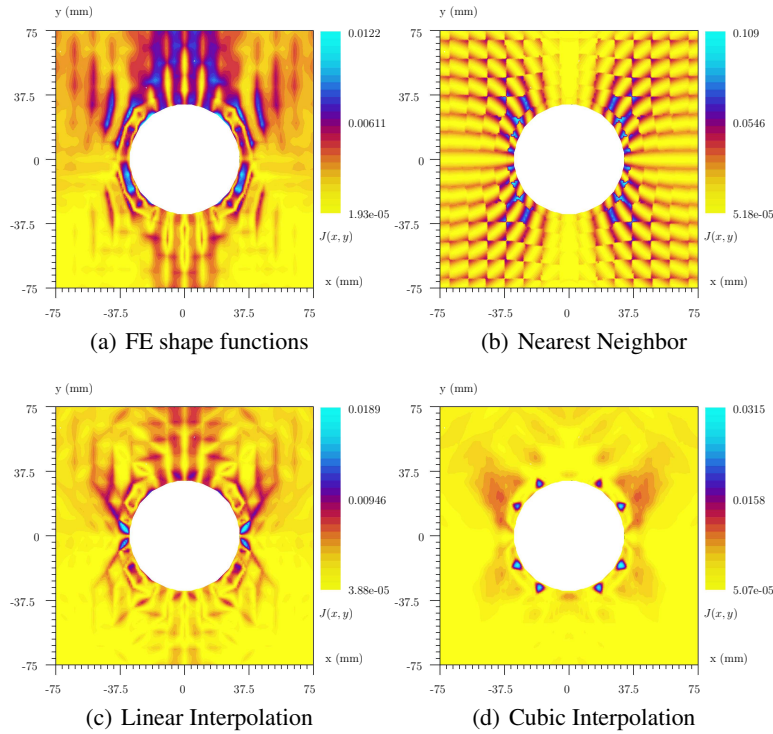 y (mm)
75
37.5
0
-37.5
-75
-75
-37.5
0
37.5
75
0.0122
0.00611
1.93e-05
J(x, y)
x (mm)
(a) FE shape functions
y (mm)
75
37.5
0
-37.5
-75
-75
-37.5
0
37.5
75
0.109
0.0546
5.18e-05
J(x, y)
x (mm)
(b) Nearest Neighbor
y (mm)
75
37.5
0
-37.5
-75
-75
-37.5
0
37.5
75
0.0189
0.00946
3.88e-05
J(x, y)
x (mm)
(c) Linear Interpolation
y (mm)
75
37.5
0
-37.5
-75
-75
-37.5
0
37.5
75
0.0315
0.0158
5.07e-05
J(x, y)
x (mm)
(d) Cubic Interpolation